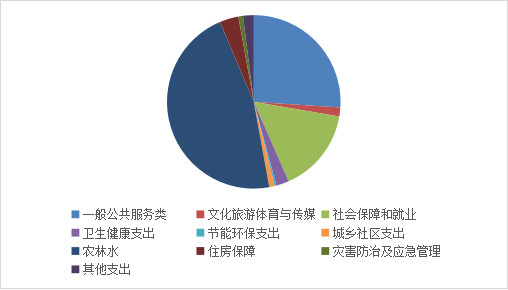 一般公共服务类 文化旅游体育与传媒 社会保障和就业
卫生健康支出 节能环保支出 城乡社区支出
农林水 住房保障 灾害防治及应急管理
其他支出